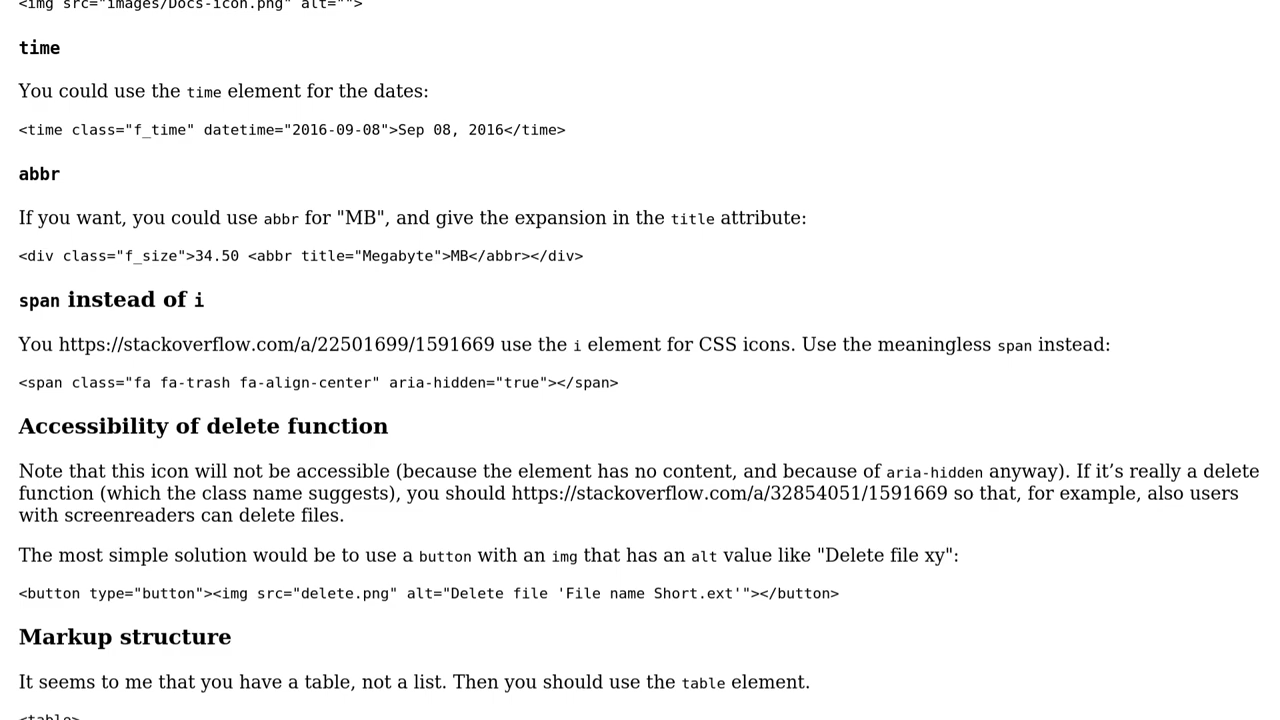 <img src="images/Docs-icon.png" alt="">
time
You could use the time element for the dates:
<time class="f_time" datetime="2016-09-08">Sep 08, 2016</time>
abbr
If you want, you could use abbr for "MB", and give the expansion in the title attribute:
<div class="f_size">34.50 <abbr title="Megabyte">MB</abbr></div>
span instead of i
You https://stackoverflow.com/a/22501699/1591669 use the i element for CSS icons. Use the meaningless span instead:
<span class="fa fa-trash fa-align-center" aria-hidden="true"></span>
Accessibility of delete function
Note that this icon will not be accessible (because the element has no content, and because of aria-hidden anyway). If it’s really a delete
function (which the class name suggests), you should https://stackoverflow.com/a/32854051/1591669 so that, for example, also users
with screenreaders can delete files.
The most simple solution would be to use a button with an img that has an alt value like "Delete file xy":
<button type="button"><img src="delete.png" alt="Delete file 'File name Short.ext'"></button>
Markup structure
It seems to me that you have a table, not a list. Then you should use the table element.
<table>